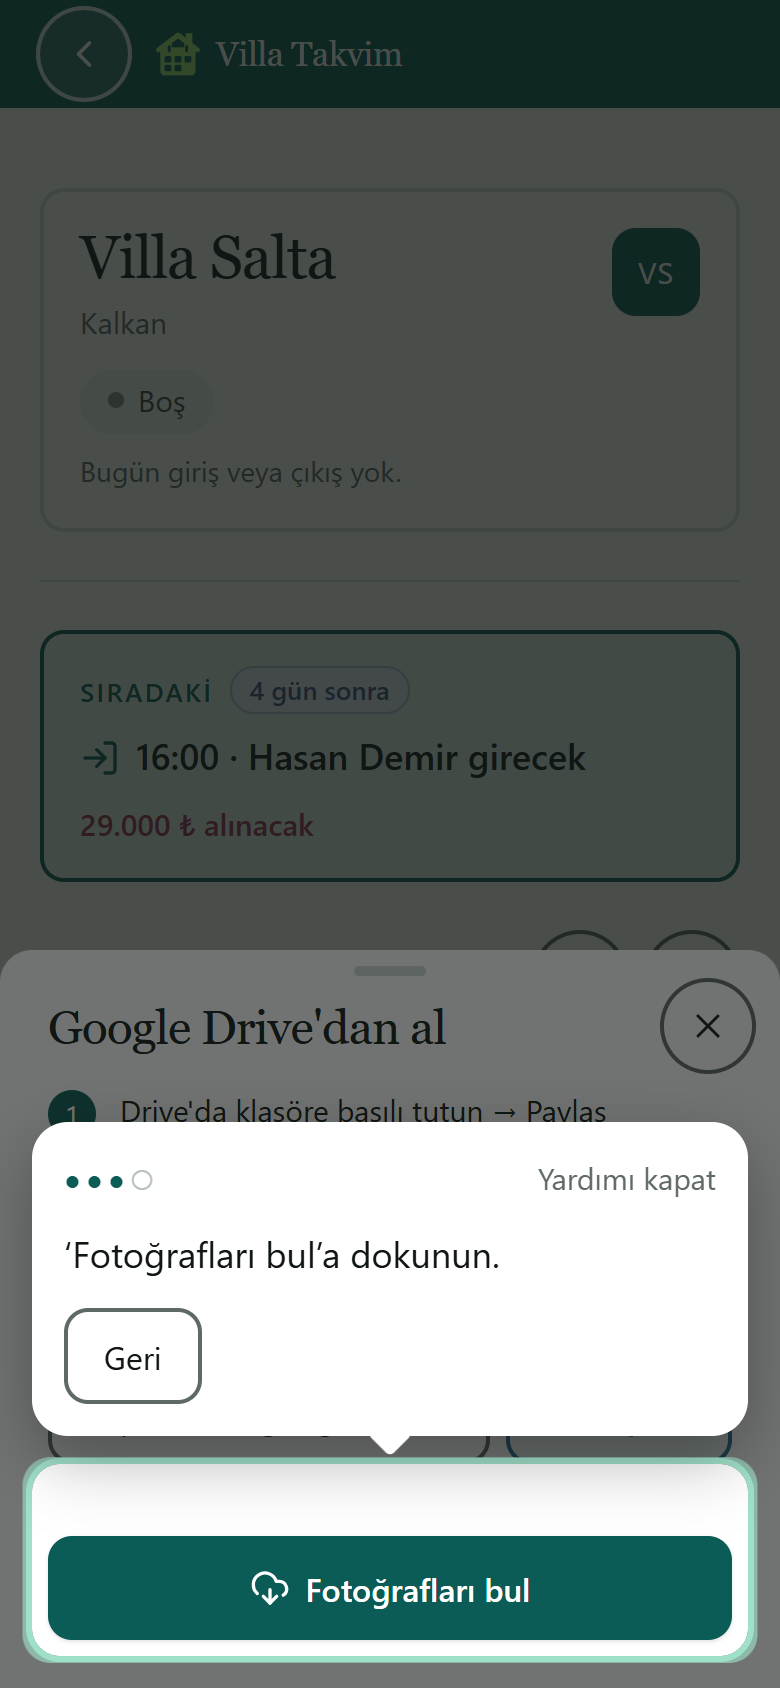 Villa Takvim
Villa Salta
VS
Kalkan
Boş
Bugün giriş veya çıkış yok.
SIRADAKİ
4 gün sonra
16:00 · Hasan Demir girecek
29.000 ₺ alınacak
Google Drive'dan al
1 Drive'da klasöre basılı tutun → Paylaş
Yardımı kapat
‘Fotoğrafları bul’a dokunun.
Geri
Fotoğrafları bul